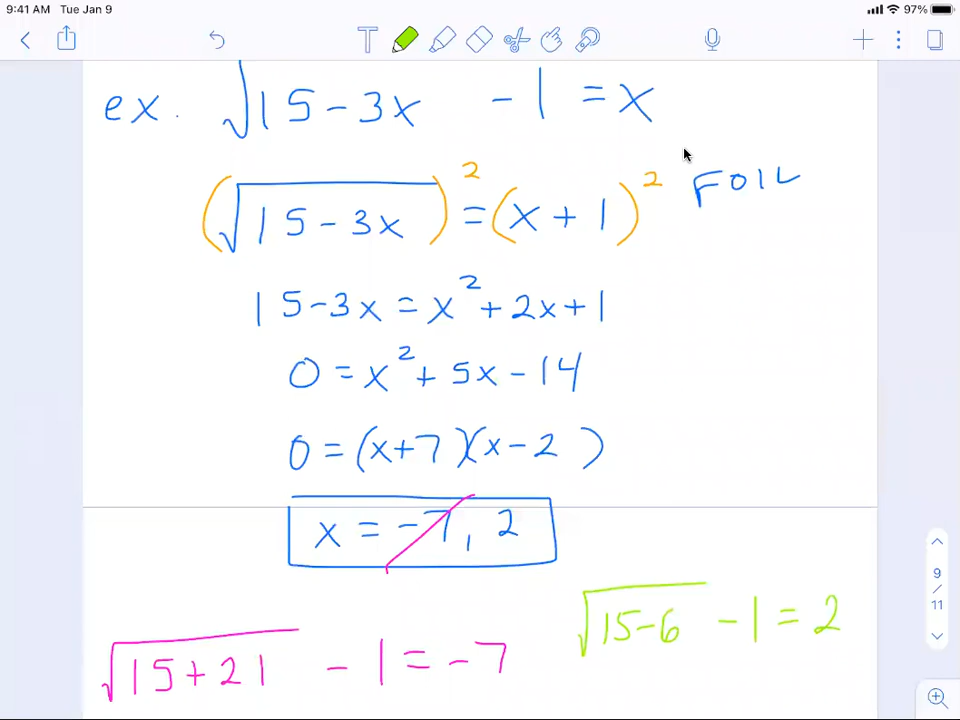 9:41 AM Tue Jan 9 97%
T
ex. √15-3x - 1 = x
(√15-3x)² = (x+1)² FOIL
15-3x = x²+2x+1
0 = x²+5x-14
0 = (x+7)(x-2)
x = -7, 2
√15-6 -1 = 2
√15+21 - 1 = -7
9
/
11